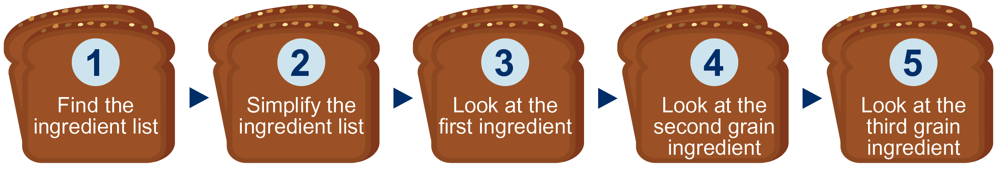 1
Find the
ingredient list
2
Simplify the
ingredient list
3
Look at the
first ingredient
4
Look at the
second grain
ingredient
5
Look at the
third grain
ingredient